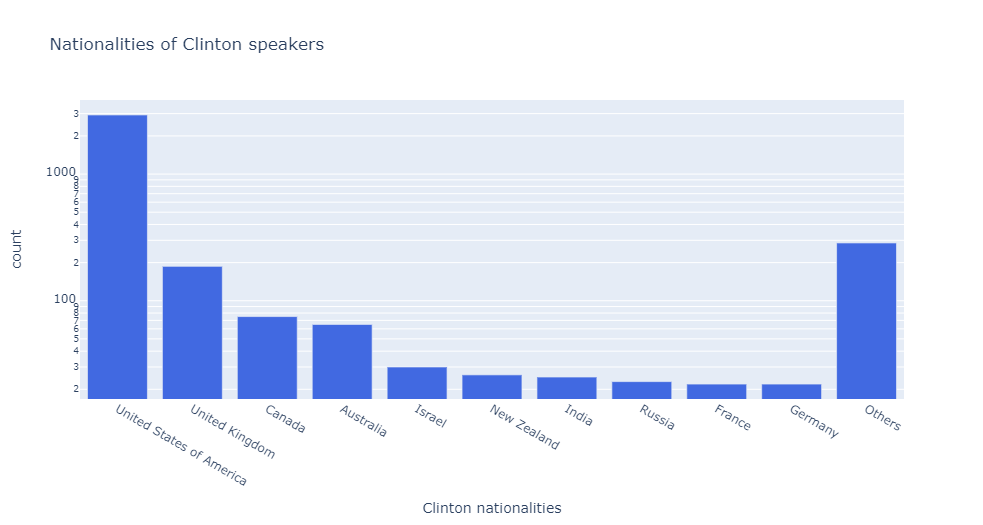 Nationalities of Clinton speakers
3
2
1000
9
8
7
6
5
4
3
2
100
9
8
7
6
5
4
3
2
count
United States of America
United Kingdom
Canada
Australia
Israel
New Zealand
India
Russia
France
Germany
Others
Clinton nationalities